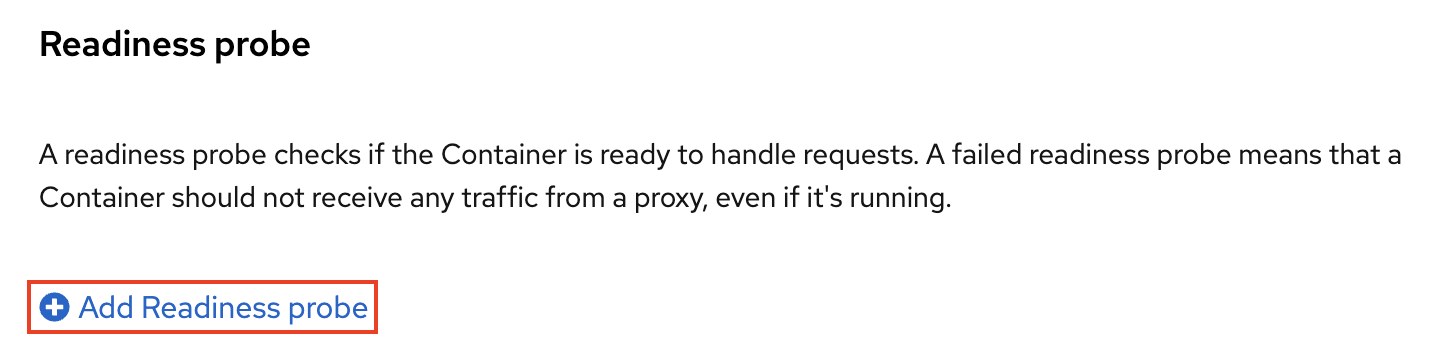 Readiness probe
A readiness probe checks if the Container is ready to handle requests. A failed readiness probe means that a
Container should not receive any traffic from a proxy, even if it's running.
Add Readiness probe